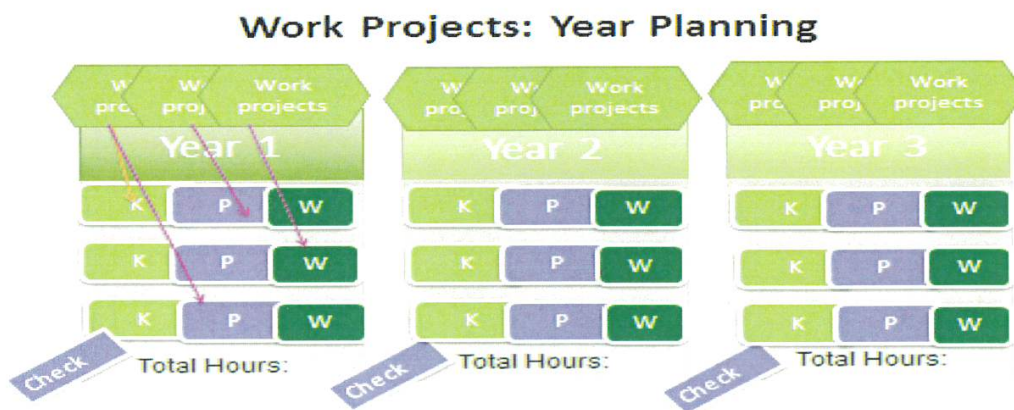 Work Projects: Year Planning
Work
projects
Year 1
K P W
K P W
K P W
Check
Total Hours:
Work
projects
Year 2
K P W
K P W
K P W
Check
Total Hours:
Work
projects
Year 3
K P W
K P W
K P W
Check
Total Hours: